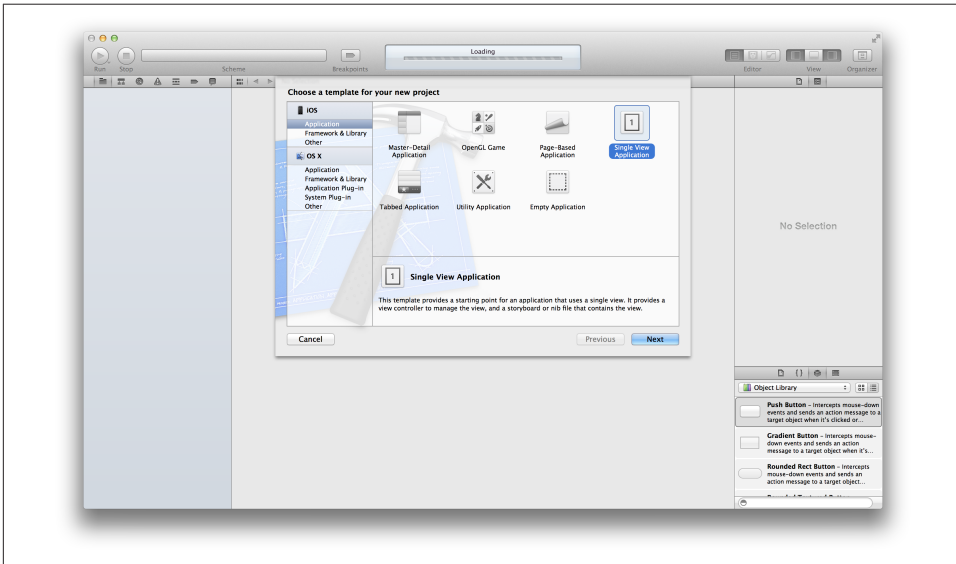 Loading
Run
Stop
Scheme
Breakpoints
Editor
View
Organizer
Choose a template for your new project
iOS
Application
Framework & Library
Other
OS X
Application
Framework & Library
Application Plug-in
System Plug-in
Other
Master-Detail
Application
OpenGL Game
Page-Based
Application
1
Single View
Application
Tabbed Application
Utility Application
Empty Application
1
Single View Application
This template provides a starting point for an application that uses a single view. It provides a
view controller to manage the view, and a storyboard or nib file that contains the view.
Cancel
Previous
Next
No Selection
{}
Object Library
Push Button - Intercepts mouse-down
events and sends an action message to a
target object when it's clicked or...
Gradient Button - Intercepts mouse-
down events and sends an action
message to a target object when it's...
Rounded Rect Button - Intercepts
mouse-down events and sends an
action message to a target object...